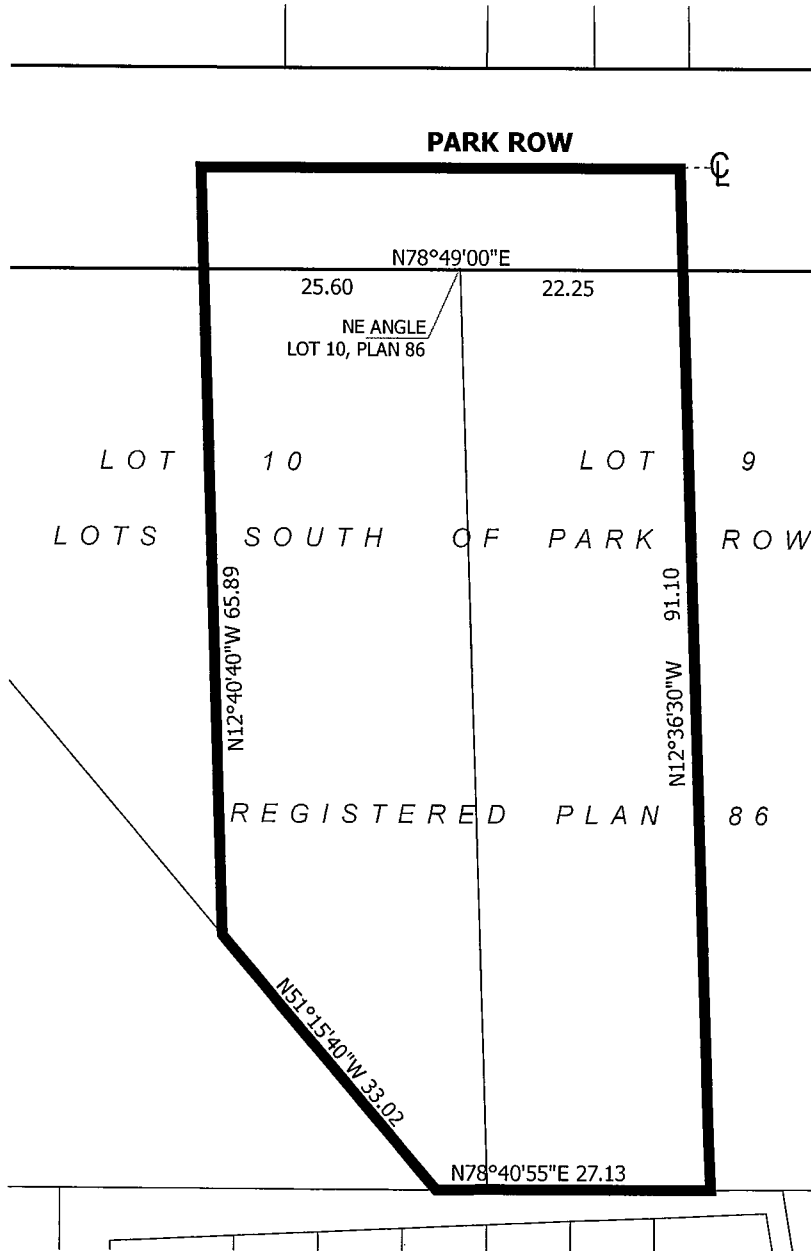 PARK ROW
℄
N78°49'00"E
25.60
22.25
NE ANGLE
LOT 10, PLAN 86
LOT 10 LOT 9
LOTS SOUTH OF PARK ROW
N12°40'40"W 65.89
N12°36'30"W 91.10
REGISTERED PLAN 86
N51°15'40"W 33.02
N78°40'55"E 27.13